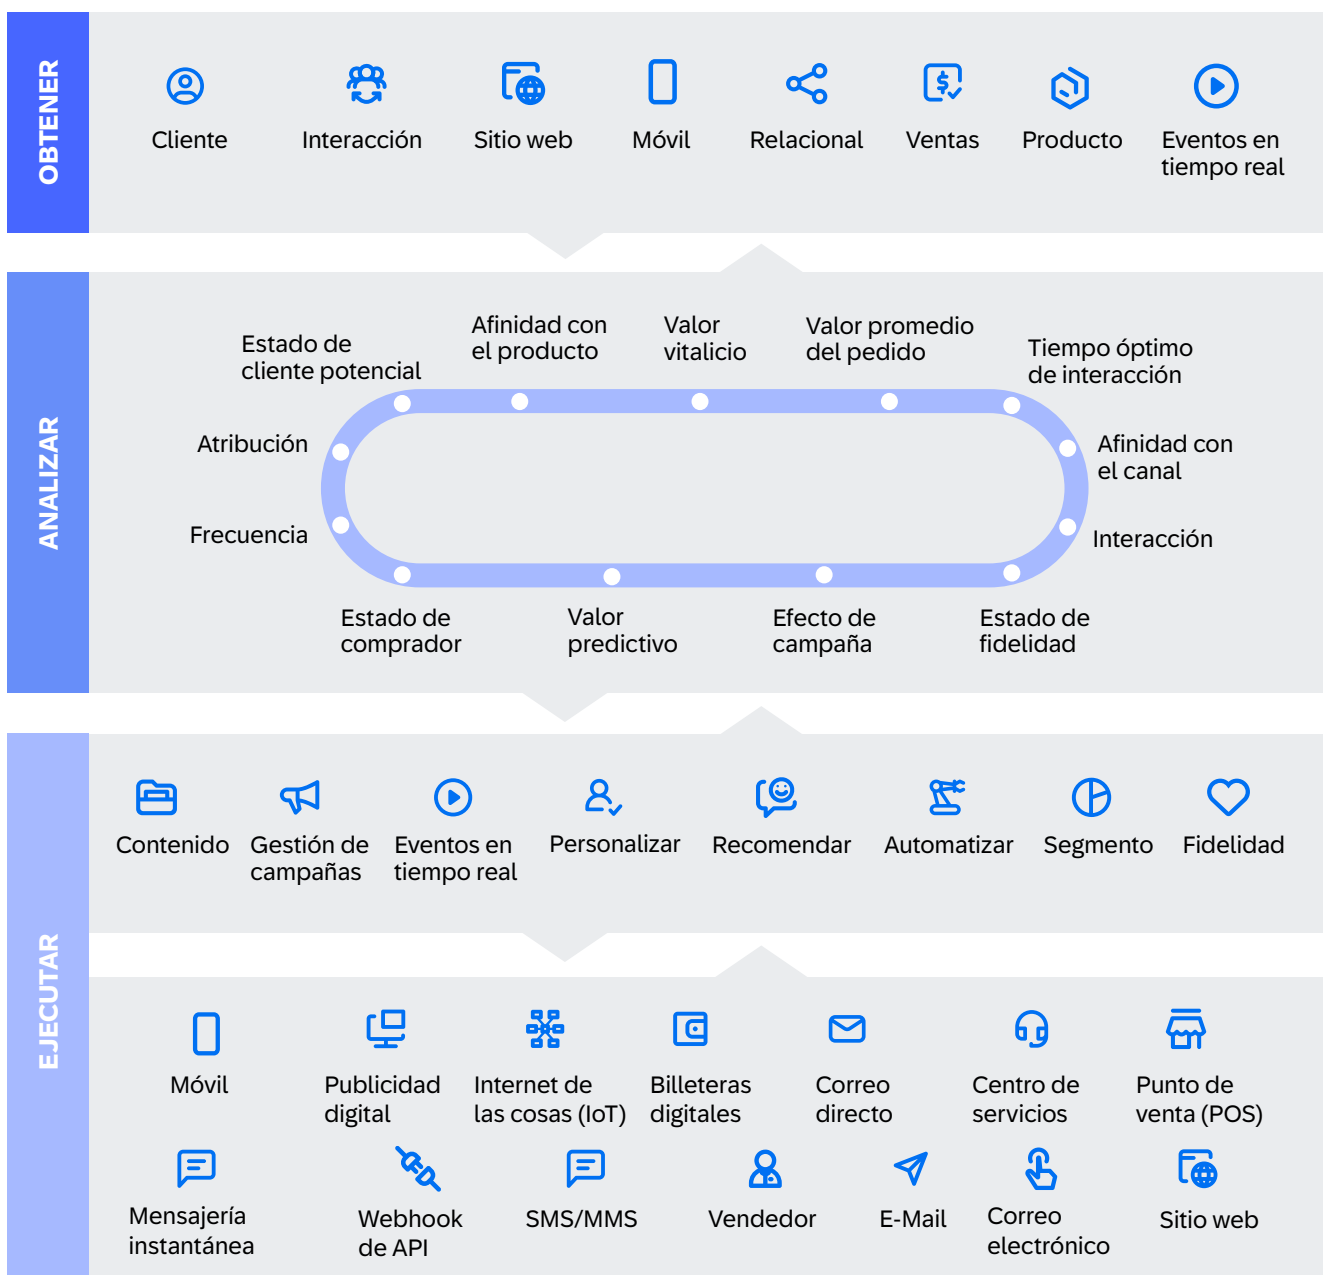 OBTENER
Cliente
Interacción
Sitio web
Móvil
Relacional
Ventas
Producto
Eventos en
tiempo real
ANALIZAR
Estado de
cliente potencial
Afinidad con
el producto
Valor
vitalicio
Valor promedio
del pedido
Tiempo óptimo
de interacción
Atribución
Afinidad con
el canal
Frecuencia
Interacción
Estado de
comprador
Valor
predictivo
Efecto de
campaña
Estado de
fidelidad
EJECUTAR
Contenido
Gestión de
campañas
Eventos en
tiempo real
Personalizar
Recomendar
Automatizar
Segmento
Fidelidad
Móvil
Publicidad
digital
Internet de
las cosas (IoT)
Billeteras
digitales
Correo
directo
Centro de
servicios
Punto de
venta (POS)
Mensajería
instantánea
Webhook
de API
SMS/MMS
Vendedor
E-Mail
Correo
electrónico
Sitio web